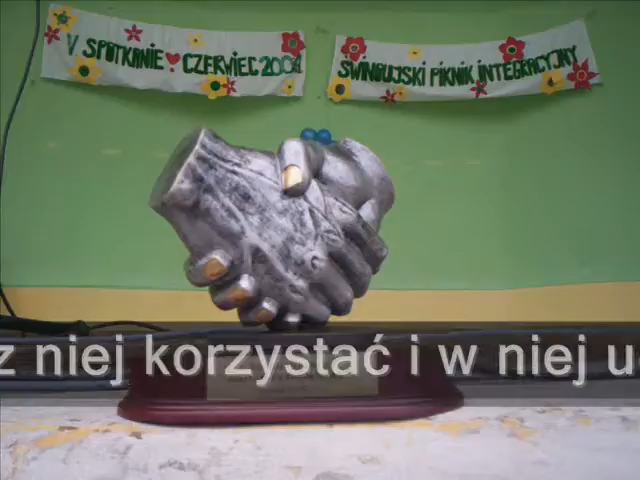 V SPOTKANIE CZERWIEC 2004
ŚWINOUJSKI PIKNIK INTEGRACYJNY
z niej korzystać i w niej u